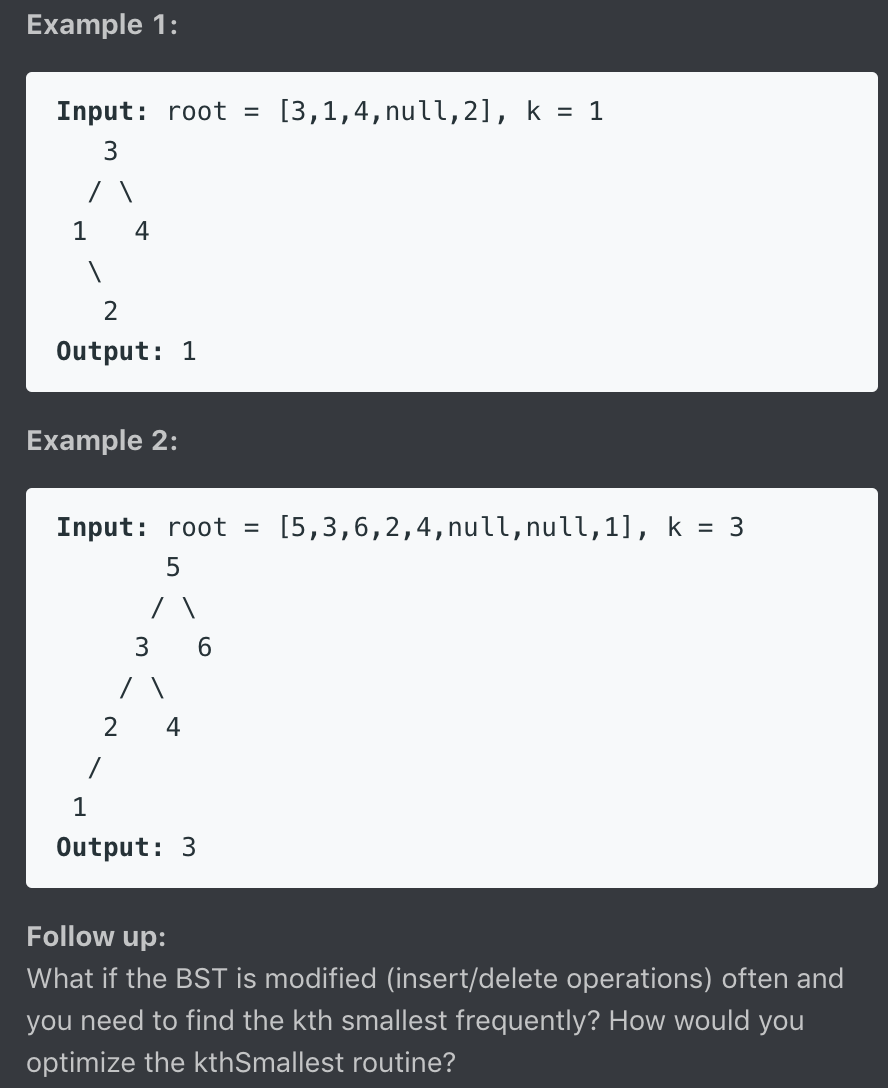 Example 1:
Input: root = [3,1,4,null,2], k = 1
   3
  / \
 1   4
  \
   2
Output: 1
Example 2:
Input: root = [5,3,6,2,4,null,null,1], k = 3
       5
      / \
     3   6
    / \
   2   4
  /
 1
Output: 3
Follow up:
What if the BST is modified (insert/delete operations) often and
you need to find the kth smallest frequently? How would you
optimize the kthSmallest routine?